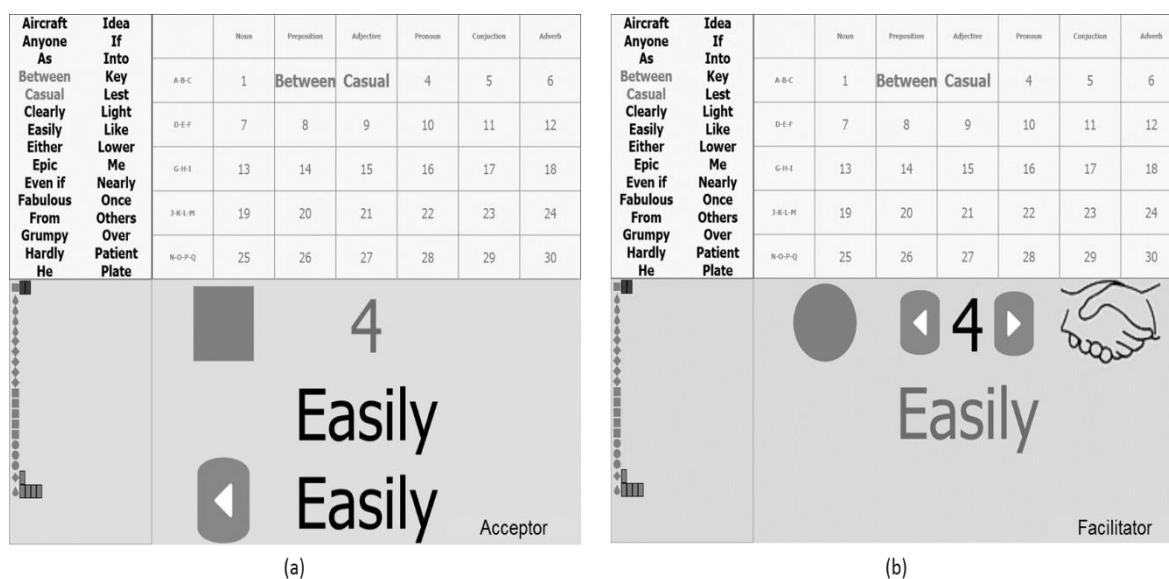 Aircraft Idea
Anyone If
As Into
Between Key
Casual Lest
Clearly Light
Easily Like
Either Lower
Epic Me
Even if Nearly
Fabulous Once
From Others
Grumpy Over
Hardly Patient
He Plate
Noun Preposition Adjective Pronoun Conjuction Adverb
A-B-C 1 Between Casual 4 5 6
D-E-F 7 8 9 10 11 12
G-H-I 13 14 15 16 17 18
J-K-L-M 19 20 21 22 23 24
N-O-P-Q 25 26 27 28 29 30
4
Easily
Easily
Acceptor
(a)
Aircraft Idea
Anyone If
As Into
Between Key
Casual Lest
Clearly Light
Easily Like
Either Lower
Epic Me
Even if Nearly
Fabulous Once
From Others
Grumpy Over
Hardly Patient
He Plate
Noun Preposition Adjective Pronoun Conjuction Adverb
A-B-C 1 Between Casual 4 5 6
D-E-F 7 8 9 10 11 12
G-H-I 13 14 15 16 17 18
J-K-L-M 19 20 21 22 23 24
N-O-P-Q 25 26 27 28 29 30
4
Easily
Facilitator
(b)